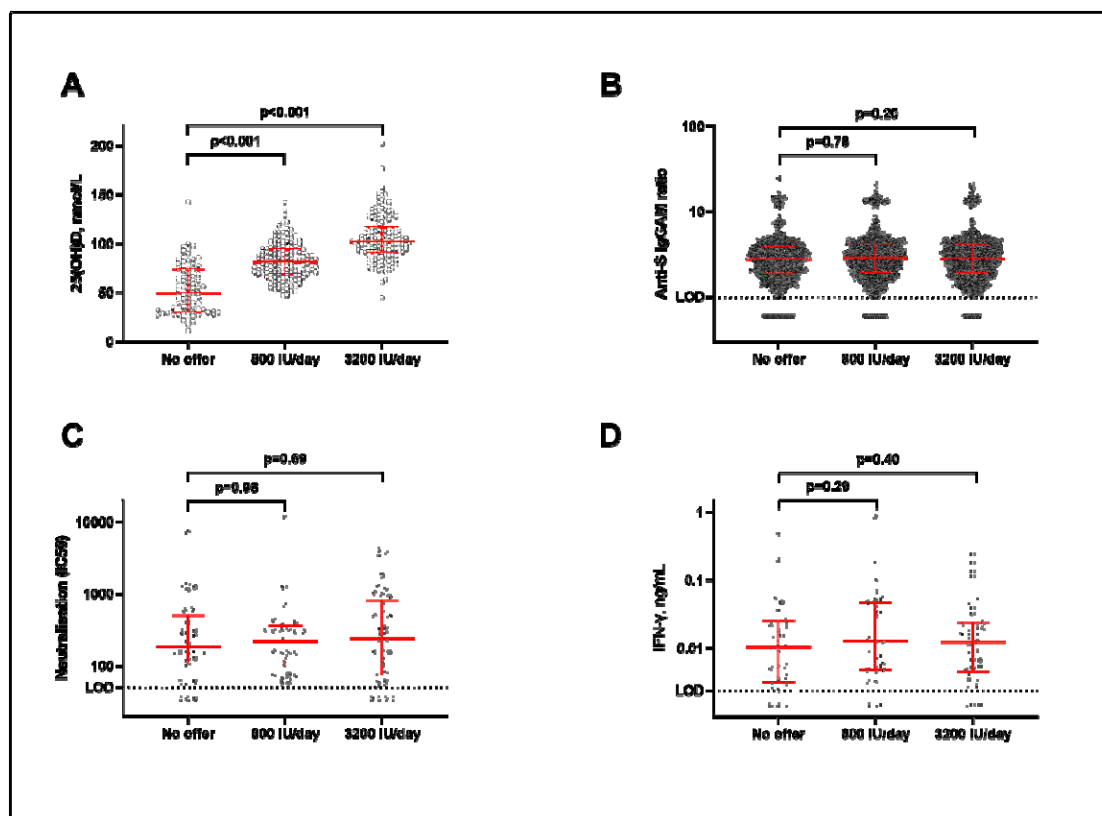 A
p<0.001
p<0.001
25(OH)D, nmol/L
200
150
100
50
0
No offer
800 IU/day
3200 IU/day
B
p=0.20
p=0.78
Anti-S IgGAM ratio
100
10
LOD
No offer
800 IU/day
3200 IU/day
C
p=0.69
Neutralisation (IC50)
10000
1000
100
LOD
No offer
800 IU/day
3200 IU/day
D
p=0.40
p=0.29
IFN-γ, ng/mL
1
0.1
0.01
LOD
No offer
800 IU/day
3200 IU/day